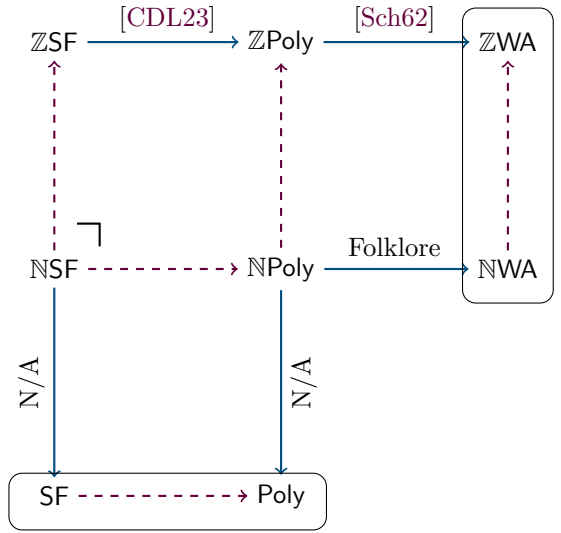 [CDL23] [Sch62]
ℤSF ℤPoly ℤWA
Folklore
ℕSF ℕPoly ℕWA
N/A N/A
SF Poly